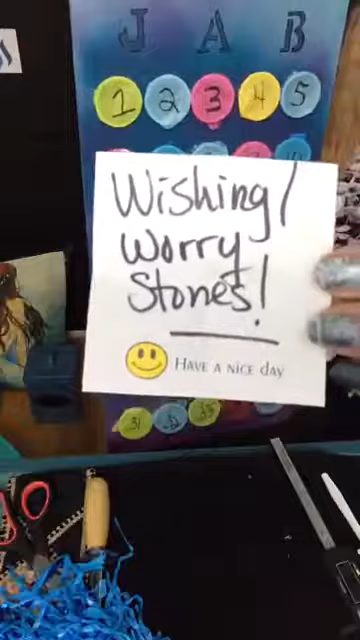 J A B
1 2 3 4 5
Wishing/
Worry
Stones!
Have a nice day
31 32 33